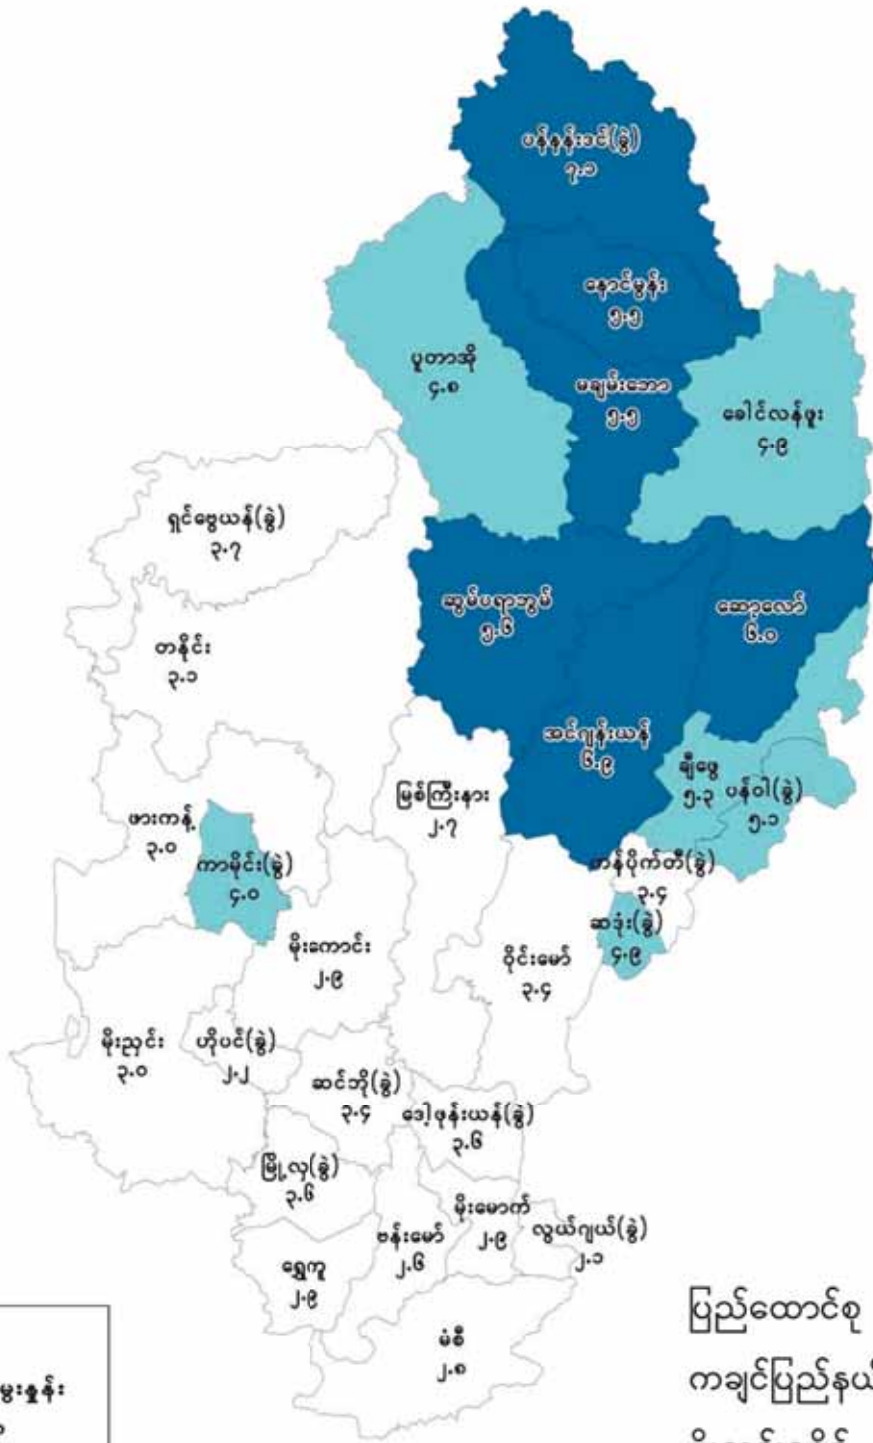 ပန်နန်းဒင်(ခွဲ)
၇.၁
နောင်မွန်း
၅.၅
ပူတာအို
၄.၈
မချမ်းဘော
၅.၅
ခေါင်လန်ဖူး
၄.၉
ရှင်ဗွေယန်(ခွဲ)
၃.၇
ဆွမ်ပရာဘွမ်
၅.၆
ဆော့လော်
၆.၀
တနိုင်း
၃.၁
အင်ဂျန်းယန်
၆.၉
ချီဖွေ
၅.၃
ပန်ဝါ(ခွဲ)
၅.၁
မြစ်ကြီးနား
၂.၇
ဖားကန့်
၃.၀
ကာမိုင်း(ခွဲ)
၄.၀
ကန်ပိုက်တီ(ခွဲ)
၃.၄
ဆဒုံး(ခွဲ)
၄.၉
မိုးကောင်း
၂.၉
ဝိုင်းမော်
၃.၄
မိုးညှင်း
၃.၀
ဟိုပင်(ခွဲ)
၂.၂
ဆင်ဘို(ခွဲ)
၃.၄
ဒေါ့ဖုန်းယန်(ခွဲ)
၃.၆
မြို့လှ(ခွဲ)
၃.၆
ဗန်းမော်
၂.၆
မိုးမောက်
၂.၉
လွယ်ဂျယ်(ခွဲ)
၂.၁
ရွှေကူ
၂.၉
မံစီ
၂.၈
ပြည်ထောင်စု
ကချင်ပြည်နယ်
မွေးနှုန်း